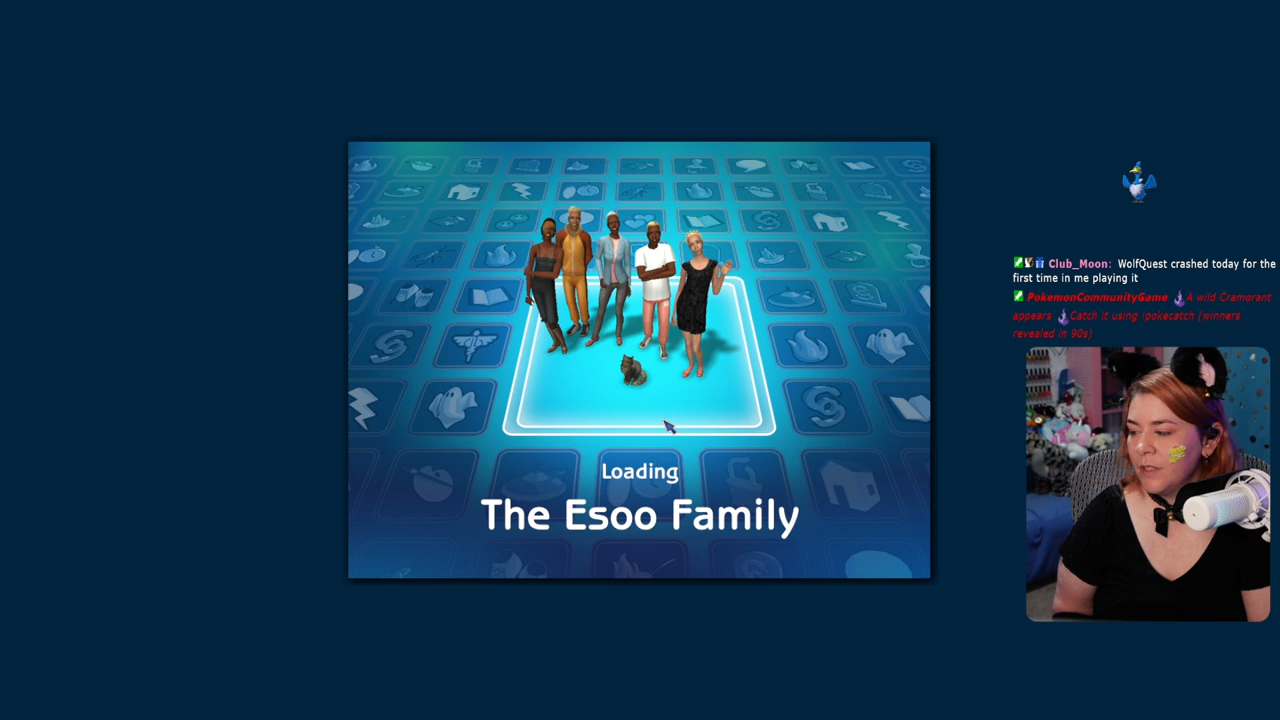 Club_Moon: WolfQuest crashed today for the
first time in me playing it
PokemonCommunityGame A wild Cramorant
appears Catch it using !pokecatch (winners
revealed in 90s)
Loading
The Esoo Family